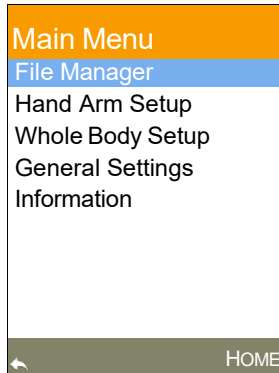 Main Menu
File Manager
Hand Arm Setup
Whole Body Setup
General Settings
Information
HOME